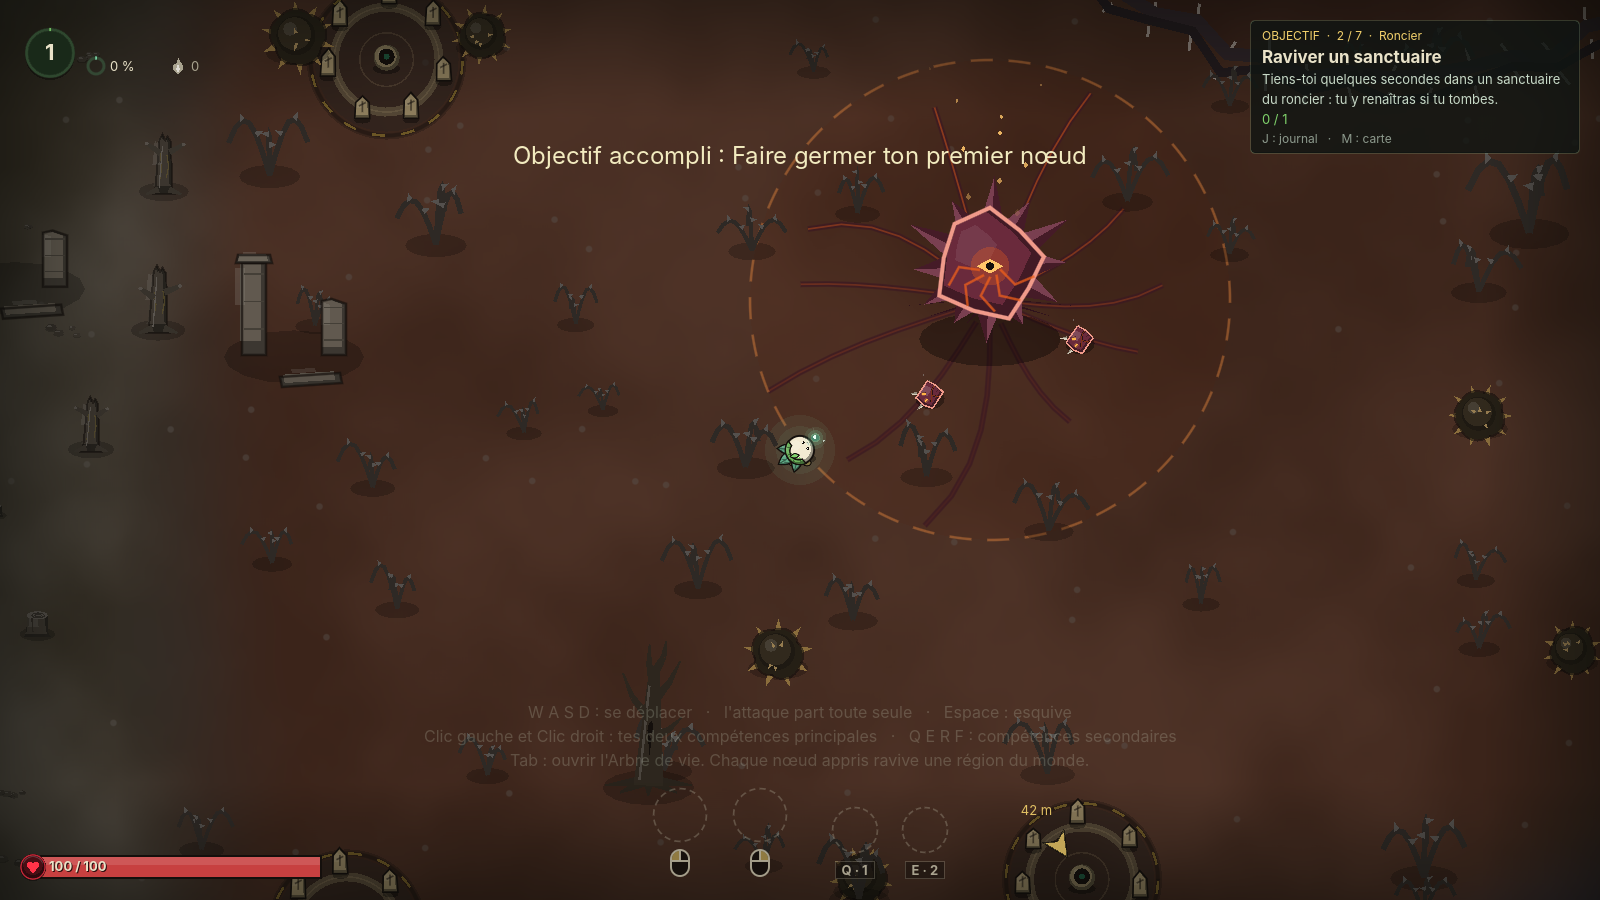 1
0 %
0
OBJECTIF · 2 / 7 · Roncier
Raviver un sanctuaire
Tiens-toi quelques secondes dans un sanctuaire
du roncier : tu y renaîtras si tu tombes.
0 / 1
J : journal · M : carte
Objectif accompli : Faire germer ton premier nœud
W A S D : se déplacer · l'attaque part toute seule · Espace : esquive
Clic gauche et Clic droit : tes deux compétences principales · Q E R F : compétences secondaires
Tab : ouvrir l'Arbre de vie. Chaque nœud appris ravive une région du monde.
42 m
100 / 100
Q · 1
E · 2